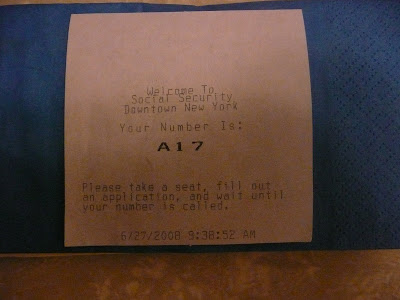 Welcome To
Social Security
Downtown New York
Your Number Is:
A17
Please take a seat, fill out
an application, and wait until
your number is called.
6/27/2008 9:38:52 AM